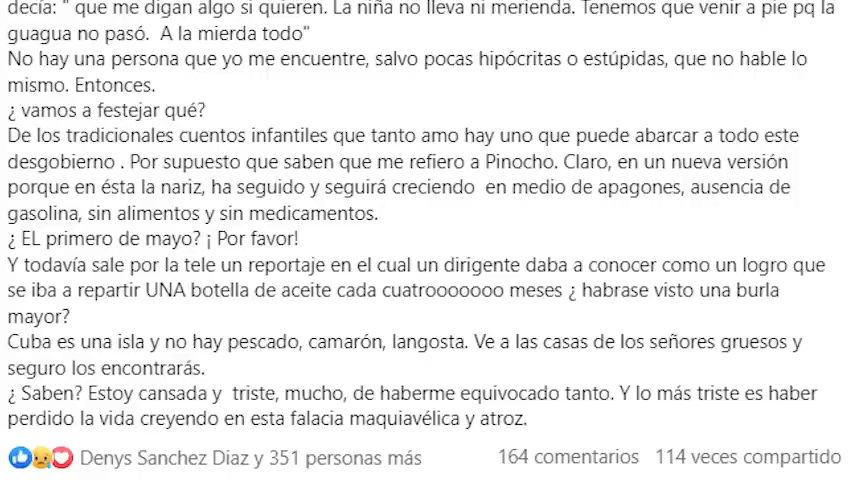 decía: " que me digan algo si quieren. La niña no lleva ni merienda. Tenemos que venir a pie pq la
guagua no pasó.  A la mierda todo"
No hay una persona que yo me encuentre, salvo pocas hipócritas o estúpidas, que no hable lo
mismo. Entonces.
¿ vamos a festejar qué?
De los tradicionales cuentos infantiles que tanto amo hay uno que puede abarcar a todo este
desgobierno . Por supuesto que saben que me refiero a Pinocho. Claro, en un nueva versión
porque en ésta la nariz, ha seguido y seguirá creciendo  en medio de apagones, ausencia de
gasolina, sin alimentos y sin medicamentos.
¿ EL primero de mayo? ¡ Por favor!
Y todavía sale por la tele un reportaje en el cual un dirigente daba a conocer como un logro que
se iba a repartir UNA botella de aceite cada cuatrooooooo meses ¿ habrase visto una burla
mayor?
Cuba es una isla y no hay pescado, camarón, langosta. Ve a las casas de los señores gruesos y
seguro los encontrarás.
¿ Saben? Estoy cansada y  triste, mucho, de haberme equivocado tanto. Y lo más triste es haber
perdido la vida creyendo en esta falacia maquiavélica y atroz.
Denys Sanchez Diaz y 351 personas más 164 comentarios 114 veces compartido